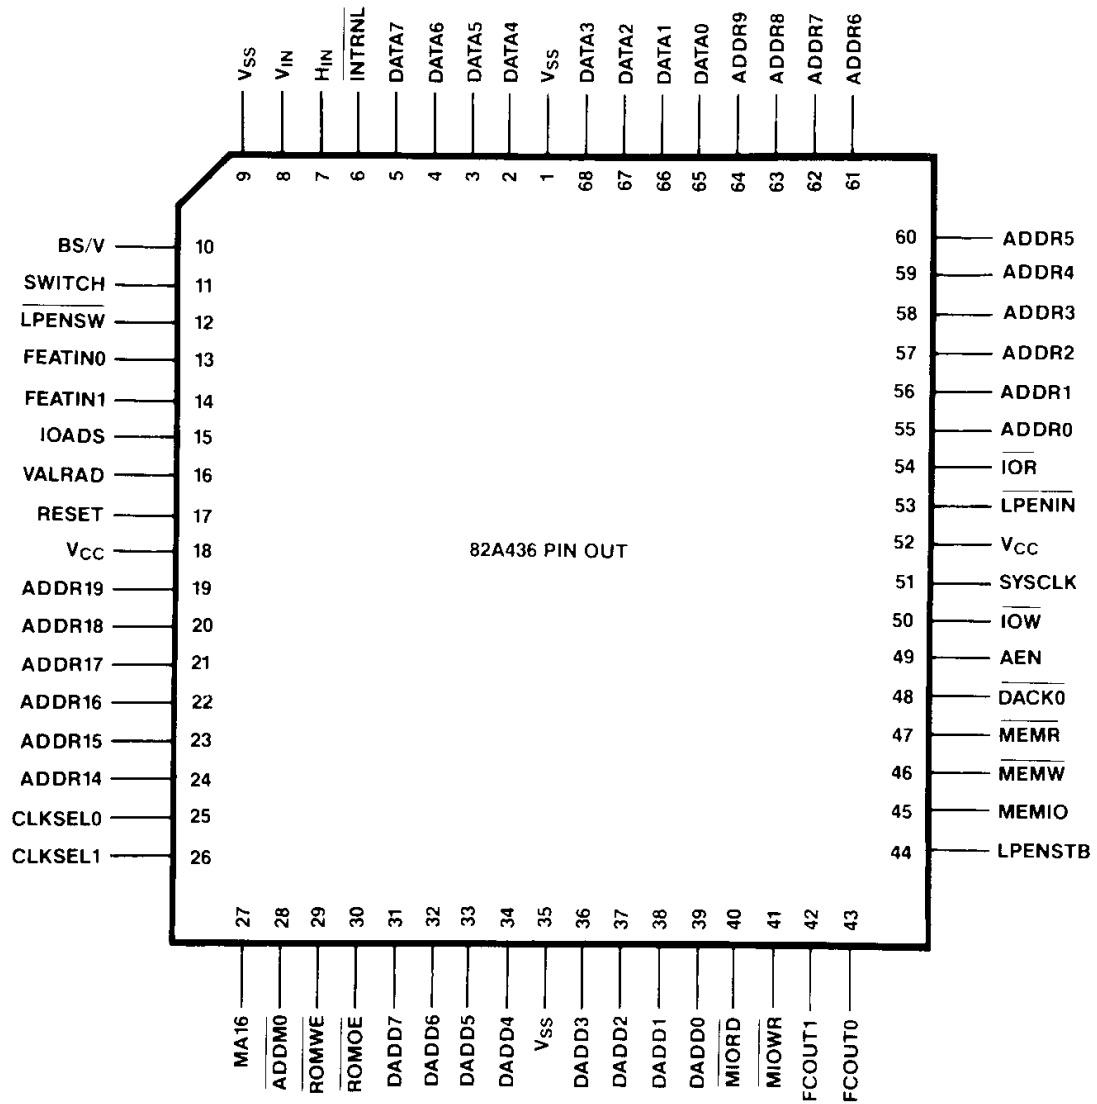 VSS VIN HIN INTRNL DATA7 DATA6 DATA5 DATA4 VSS DATA3 DATA2 DATA1 DATA0 ADDR9 ADDR8 ADDR7 ADDR6
9 8 7 6 5 4 3 2 1 68 67 66 65 64 63 62 61
BS/V 10 60 ADDR5
SWITCH 11 59 ADDR4
LPENSW 12 58 ADDR3
FEATIN0 13 57 ADDR2
FEATIN1 14 56 ADDR1
IOADS 15 55 ADDR0
VALRAD 16 54 IOR
RESET 17 53 LPENIN
VCC 18 52 VCC
82A436 PIN OUT
ADDR19 19 51 SYSCLK
ADDR18 20 50 IOW
ADDR17 21 49 AEN
ADDR16 22 48 DACK0
ADDR15 23 47 MEMR
ADDR14 24 46 MEMW
CLKSEL0 25 45 MEMIO
CLKSEL1 26 44 LPENSTB
27 28 29 30 31 32 33 34 35 36 37 38 39 40 41 42 43
MA16 ADDM0 ROMWE ROMOE DADD7 DADD6 DADD5 DADD4 VSS DADD3 DADD2 DADD1 DADD0 MIORD MIOWR FCOUT1 FCOUT0